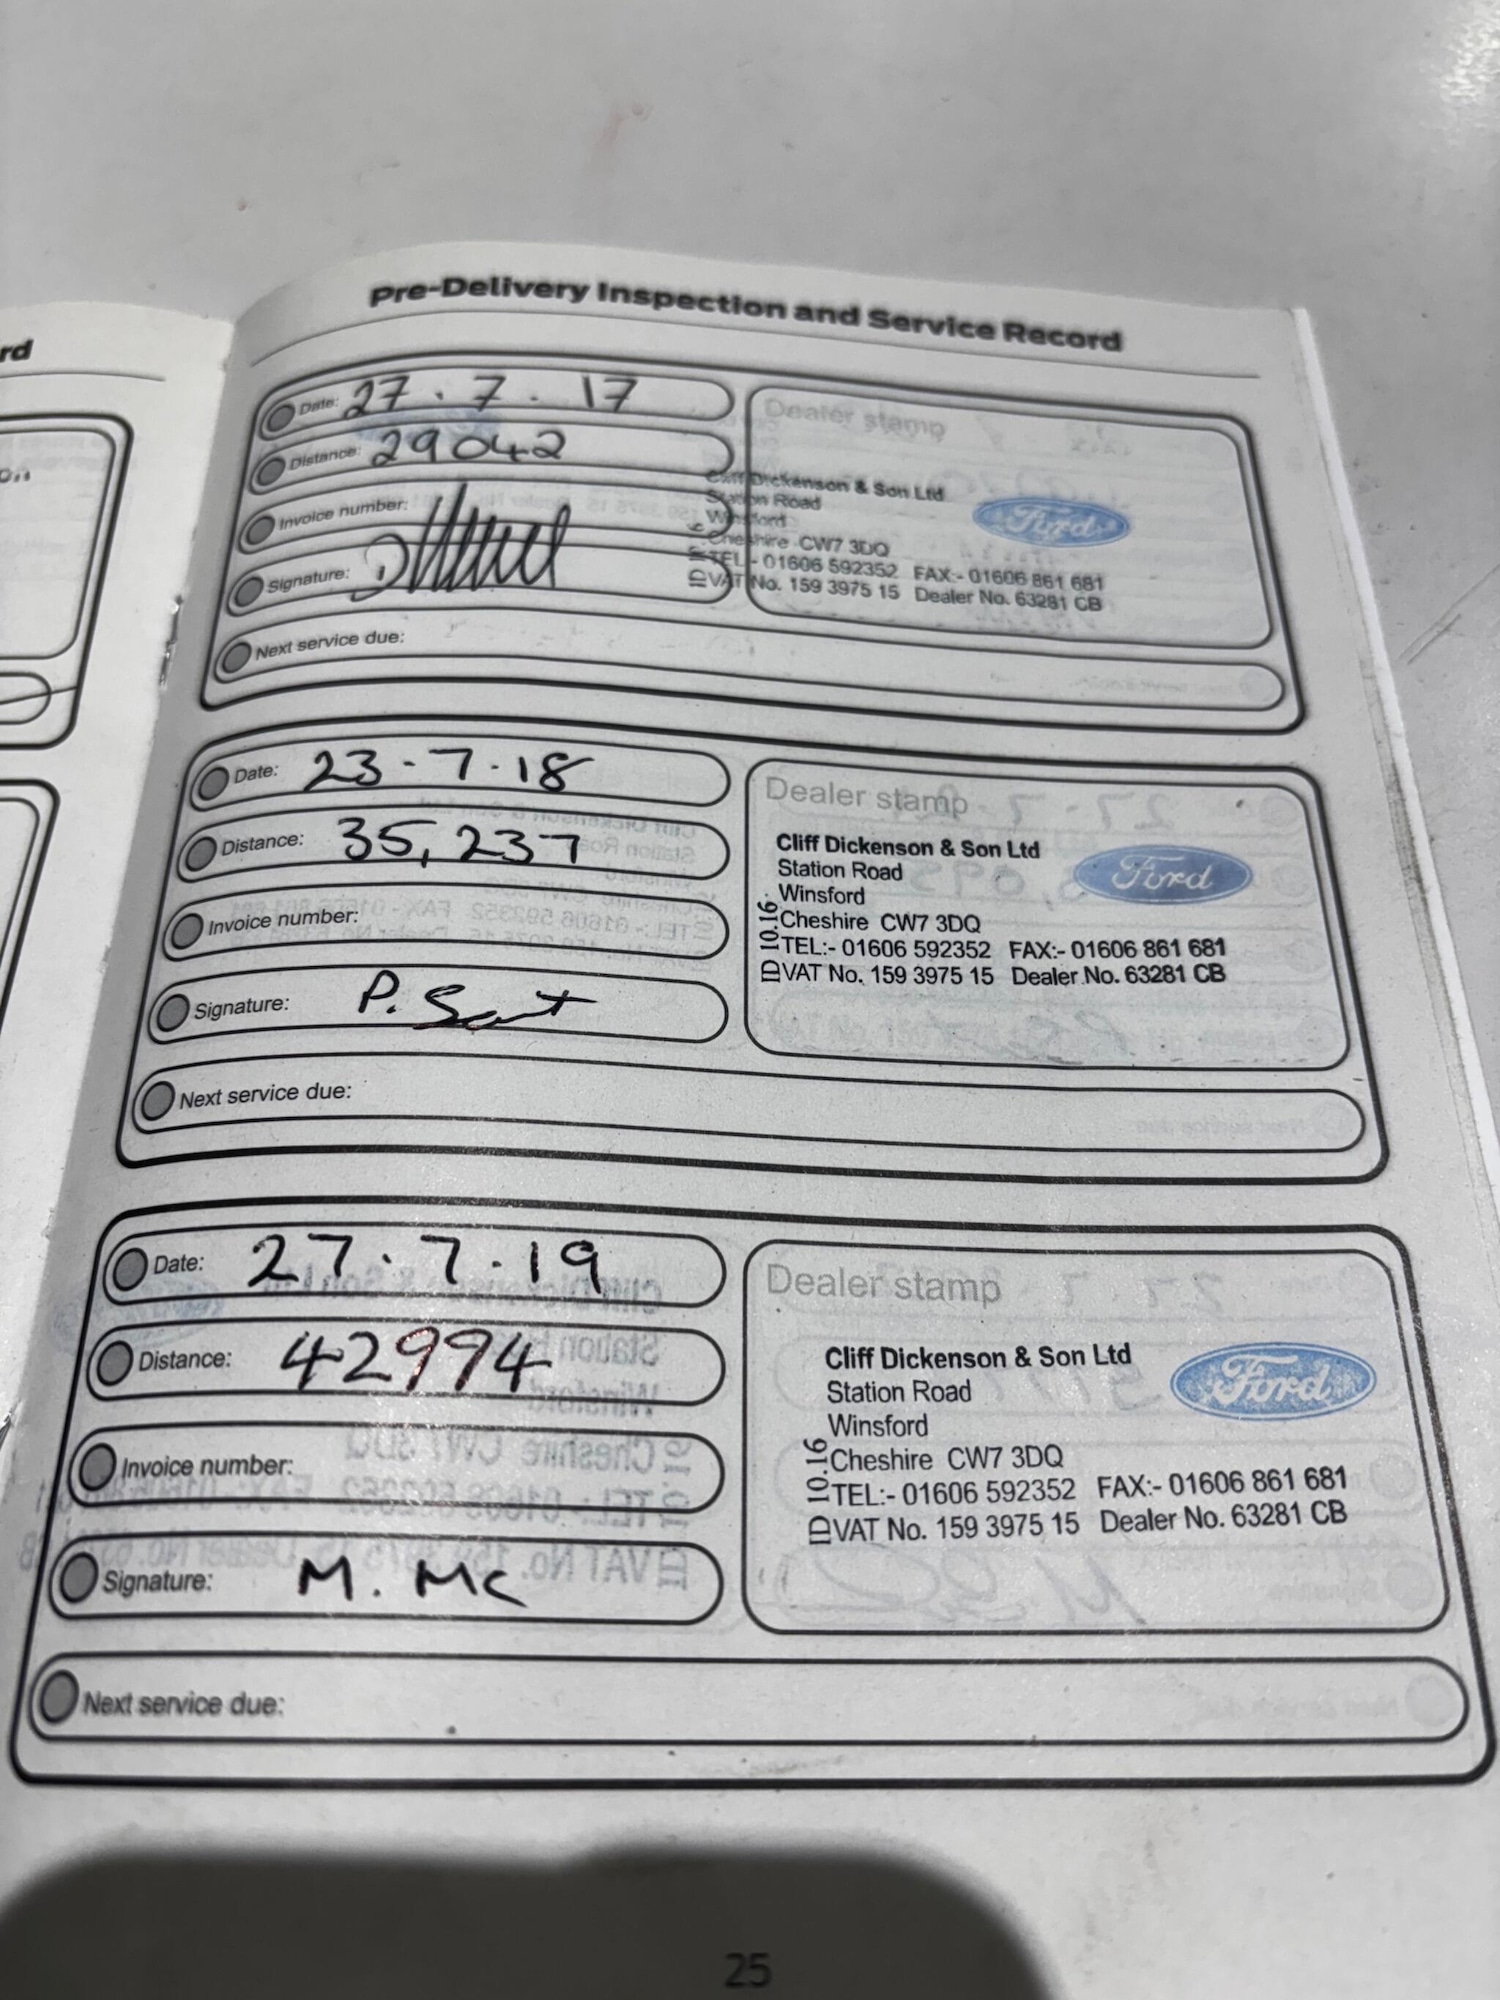 rd
Pre-Delivery Inspection and Service Record
Date: 27.7.17
Distance: 29042
Invoice number:
Signature:
Next service due:
Dealer stamp
Cliff Dickenson & Son Ltd
Station Road
Winsford
Cheshire CW7 3DQ
TEL:- 01606 592352 FAX:- 01606 861 681
VAT No. 159 3975 15 Dealer No. 63281 CB
Ford
Date: 23.7.18
Distance: 35,237
Invoice number:
Signature: P.
Next service due:
Dealer stamp
Cliff Dickenson & Son Ltd
Station Road
Winsford
Cheshire CW7 3DQ
TEL:- 01606 592352 FAX:- 01606 861 681
VAT No. 159 3975 15 Dealer No. 63281 CB
ID 10.16
Ford
Date: 27.7.19
Distance: 42994
Invoice number:
Signature: M. Mc
Next service due:
Dealer stamp
Cliff Dickenson & Son Ltd
Station Road
Winsford
Cheshire CW7 3DQ
TEL:- 01606 592352 FAX:- 01606 861 681
VAT No. 159 3975 15 Dealer No. 63281 CB
ID 10.16
Ford
25